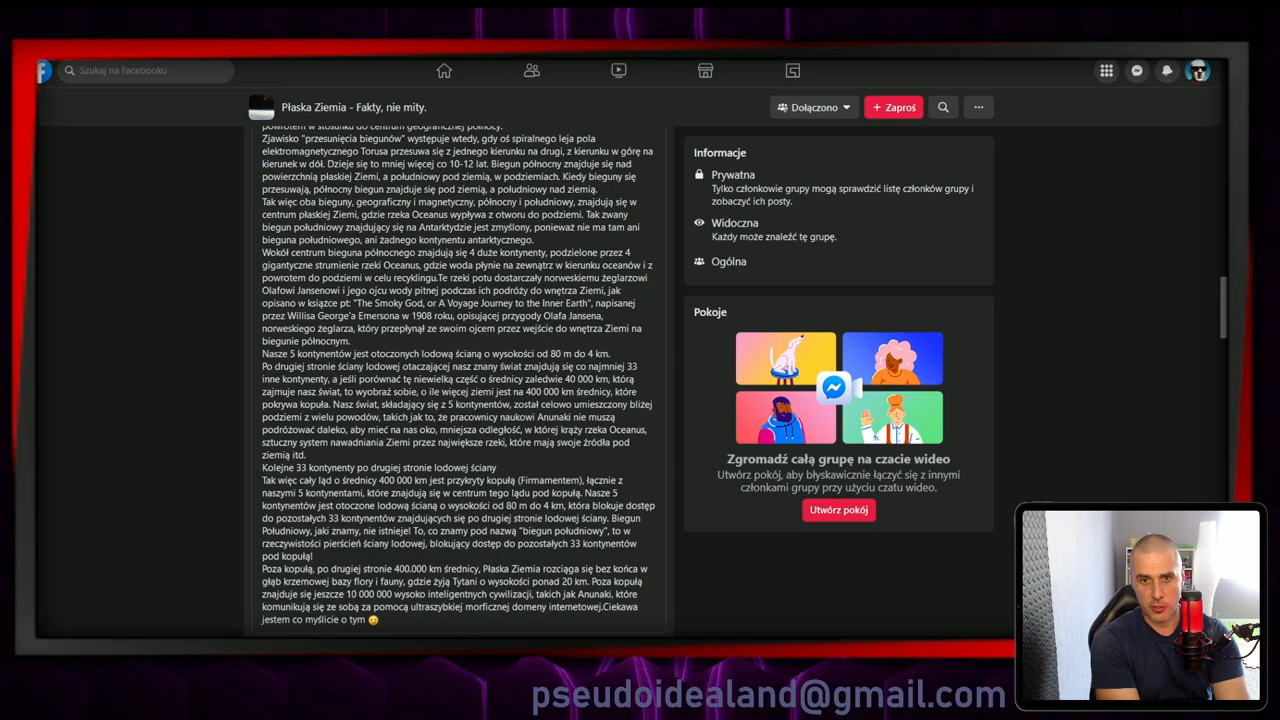 Szukaj na Facebooku
Płaska Ziemia - Fakty, nie mity.
Dołączono
+ Zaproś
powrotem w stosunku do centrum geograficznej północy.
Zjawisko "przesunięcia biegunów" występuje wtedy, gdy oś spiralnego leja pola
elektromagnetycznego Torusa przesuwa się z jednego kierunku na drugi, z kierunku w górę na
kierunek w dół. Dzieje się to mniej więcej co 10-12 lat. Biegun północny znajduje się nad
powierzchnią płaskiej Ziemi, a południowy pod ziemią, w podziemiach. Kiedy bieguny się
przesuwają, północny biegun znajduje się pod ziemią, a południowy nad ziemią.
Tak więc oba bieguny, geograficzny i magnetyczny, północny i południowy, znajdują się w
centrum płaskiej Ziemi, gdzie rzeka Oceanus wypływa z otworu do podziemi. Tak zwany
biegun południowy znajdujący się na Antarktydzie jest zmyślony, ponieważ nie ma tam ani
bieguna południowego, ani żadnego kontynentu antarktycznego.
Wokół centrum bieguna północnego znajdują się 4 duże kontynenty, podzielone przez 4
gigantyczne strumienie rzeki Oceanus, gdzie woda płynie na zewnątrz w kierunku oceanów i z
powrotem do podziemi w celu recyklingu.Te rzeki potu dostarczały norweskiemu żeglarzowi
Olafowi Jansenowi i jego ojcu wody pitnej podczas ich podróży do wnętrza Ziemi, jak
opisano w książce pt: "The Smoky God, or A Voyage Journey to the Inner Earth", napisanej
przez Willisa George'a Emersona w 1908 roku, opisującej przygody Olafa Jansena,
norweskiego żeglarza, który przepłynął ze swoim ojcem przez wejście do wnętrza Ziemi na
biegunie północnym.
Nasze 5 kontynentów jest otoczonych lodową ścianą o wysokości od 80 m do 4 km.
Po drugiej stronie ściany lodowej otaczającej nasz znany świat znajdują się co najmniej 33
inne kontynenty, a jeśli porównać tę niewielką część o średnicy zaledwie 40 000 km, którą
zajmuje nasz świat, to wyobraź sobie, o ile więcej ziemi jest na 400 000 km średnicy, które
pokrywa kopuła. Nasz świat, składający się z 5 kontynentów, został celowo umieszczony bliżej
podziemi z wielu powodów, takich jak to, że pracownicy naukowi Anunaki nie muszą
podróżować daleko, aby mieć na nas oko, mniejsza odległość, w której krąży rzeka Oceanus,
sztuczny system nawadniania Ziemi przez największe rzeki, które mają swoje źródła pod
ziemią itd.
Kolejne 33 kontynenty po drugiej stronie lodowej ściany
Tak więc cały ląd o średnicy 400 000 km jest przykryty kopułą (Firmamentem), łącznie z
naszymi 5 kontynentami, które znajdują się w centrum tego lądu pod kopułą. Nasze 5
kontynentów jest otoczone lodową ścianą o wysokości od 80 m do 4 km, która blokuje dostęp
do pozostałych 33 kontynentów znajdujących się po drugiej stronie lodowej ściany. Biegun
Południowy, jaki znamy, nie istnieje! To, co znamy pod nazwą "biegun południowy", to w
rzeczywistości pierścień ściany lodowej, blokujący dostęp do pozostałych 33 kontynentów
pod kopułą!
Poza kopułą, po drugiej stronie 400.000 km średnicy, Płaska Ziemia rozciąga się bez końca w
głąb krzemowej bazy flory i fauny, gdzie żyją Tytani o wysokości ponad 20 km. Poza kopułą
znajduje się jeszcze 10 000 000 wysoko inteligentnych cywilizacji, takich jak Anunaki, które
komunikują się ze sobą za pomocą ultraszybkiej morficznej domeny internetowej.Ciekawa
jestem co myślicie o tym 😉
Informacje
Prywatna
Tylko członkowie grupy mogą sprawdzić listę członków grupy i
zobaczyć ich posty.
Widoczna
Każdy może znaleźć tę grupę.
Ogólna
Pokoje
Zgromadź całą grupę na czacie wideo
Utwórz pokój, aby błyskawicznie łączyć się z innymi
członkami grupy przy użyciu czatu wideo.
Utwórz pokój
pseudoidealand@gmail.com